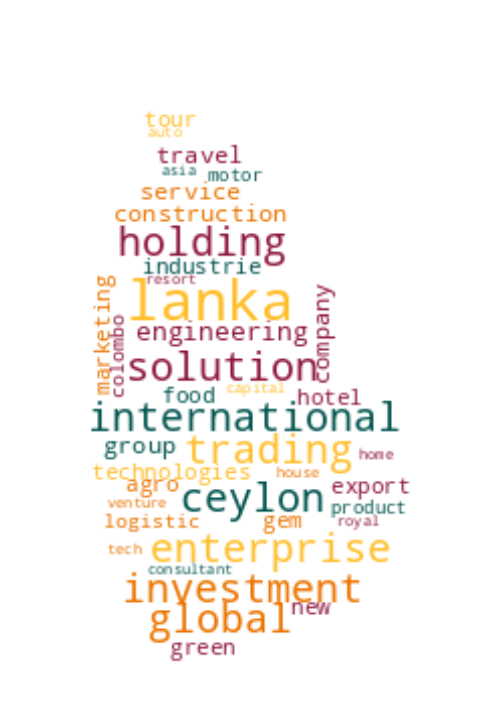 tour
auto
travel
asia motor
service
construction
holding
industrie
resort
lanka
marketing
colombo
company
engineering
solution
food capital hotel
international
group trading home
technologies house
agro ceylon export
venture product
logistic gem royal
tech enterprise
consultant
investment
global new
green